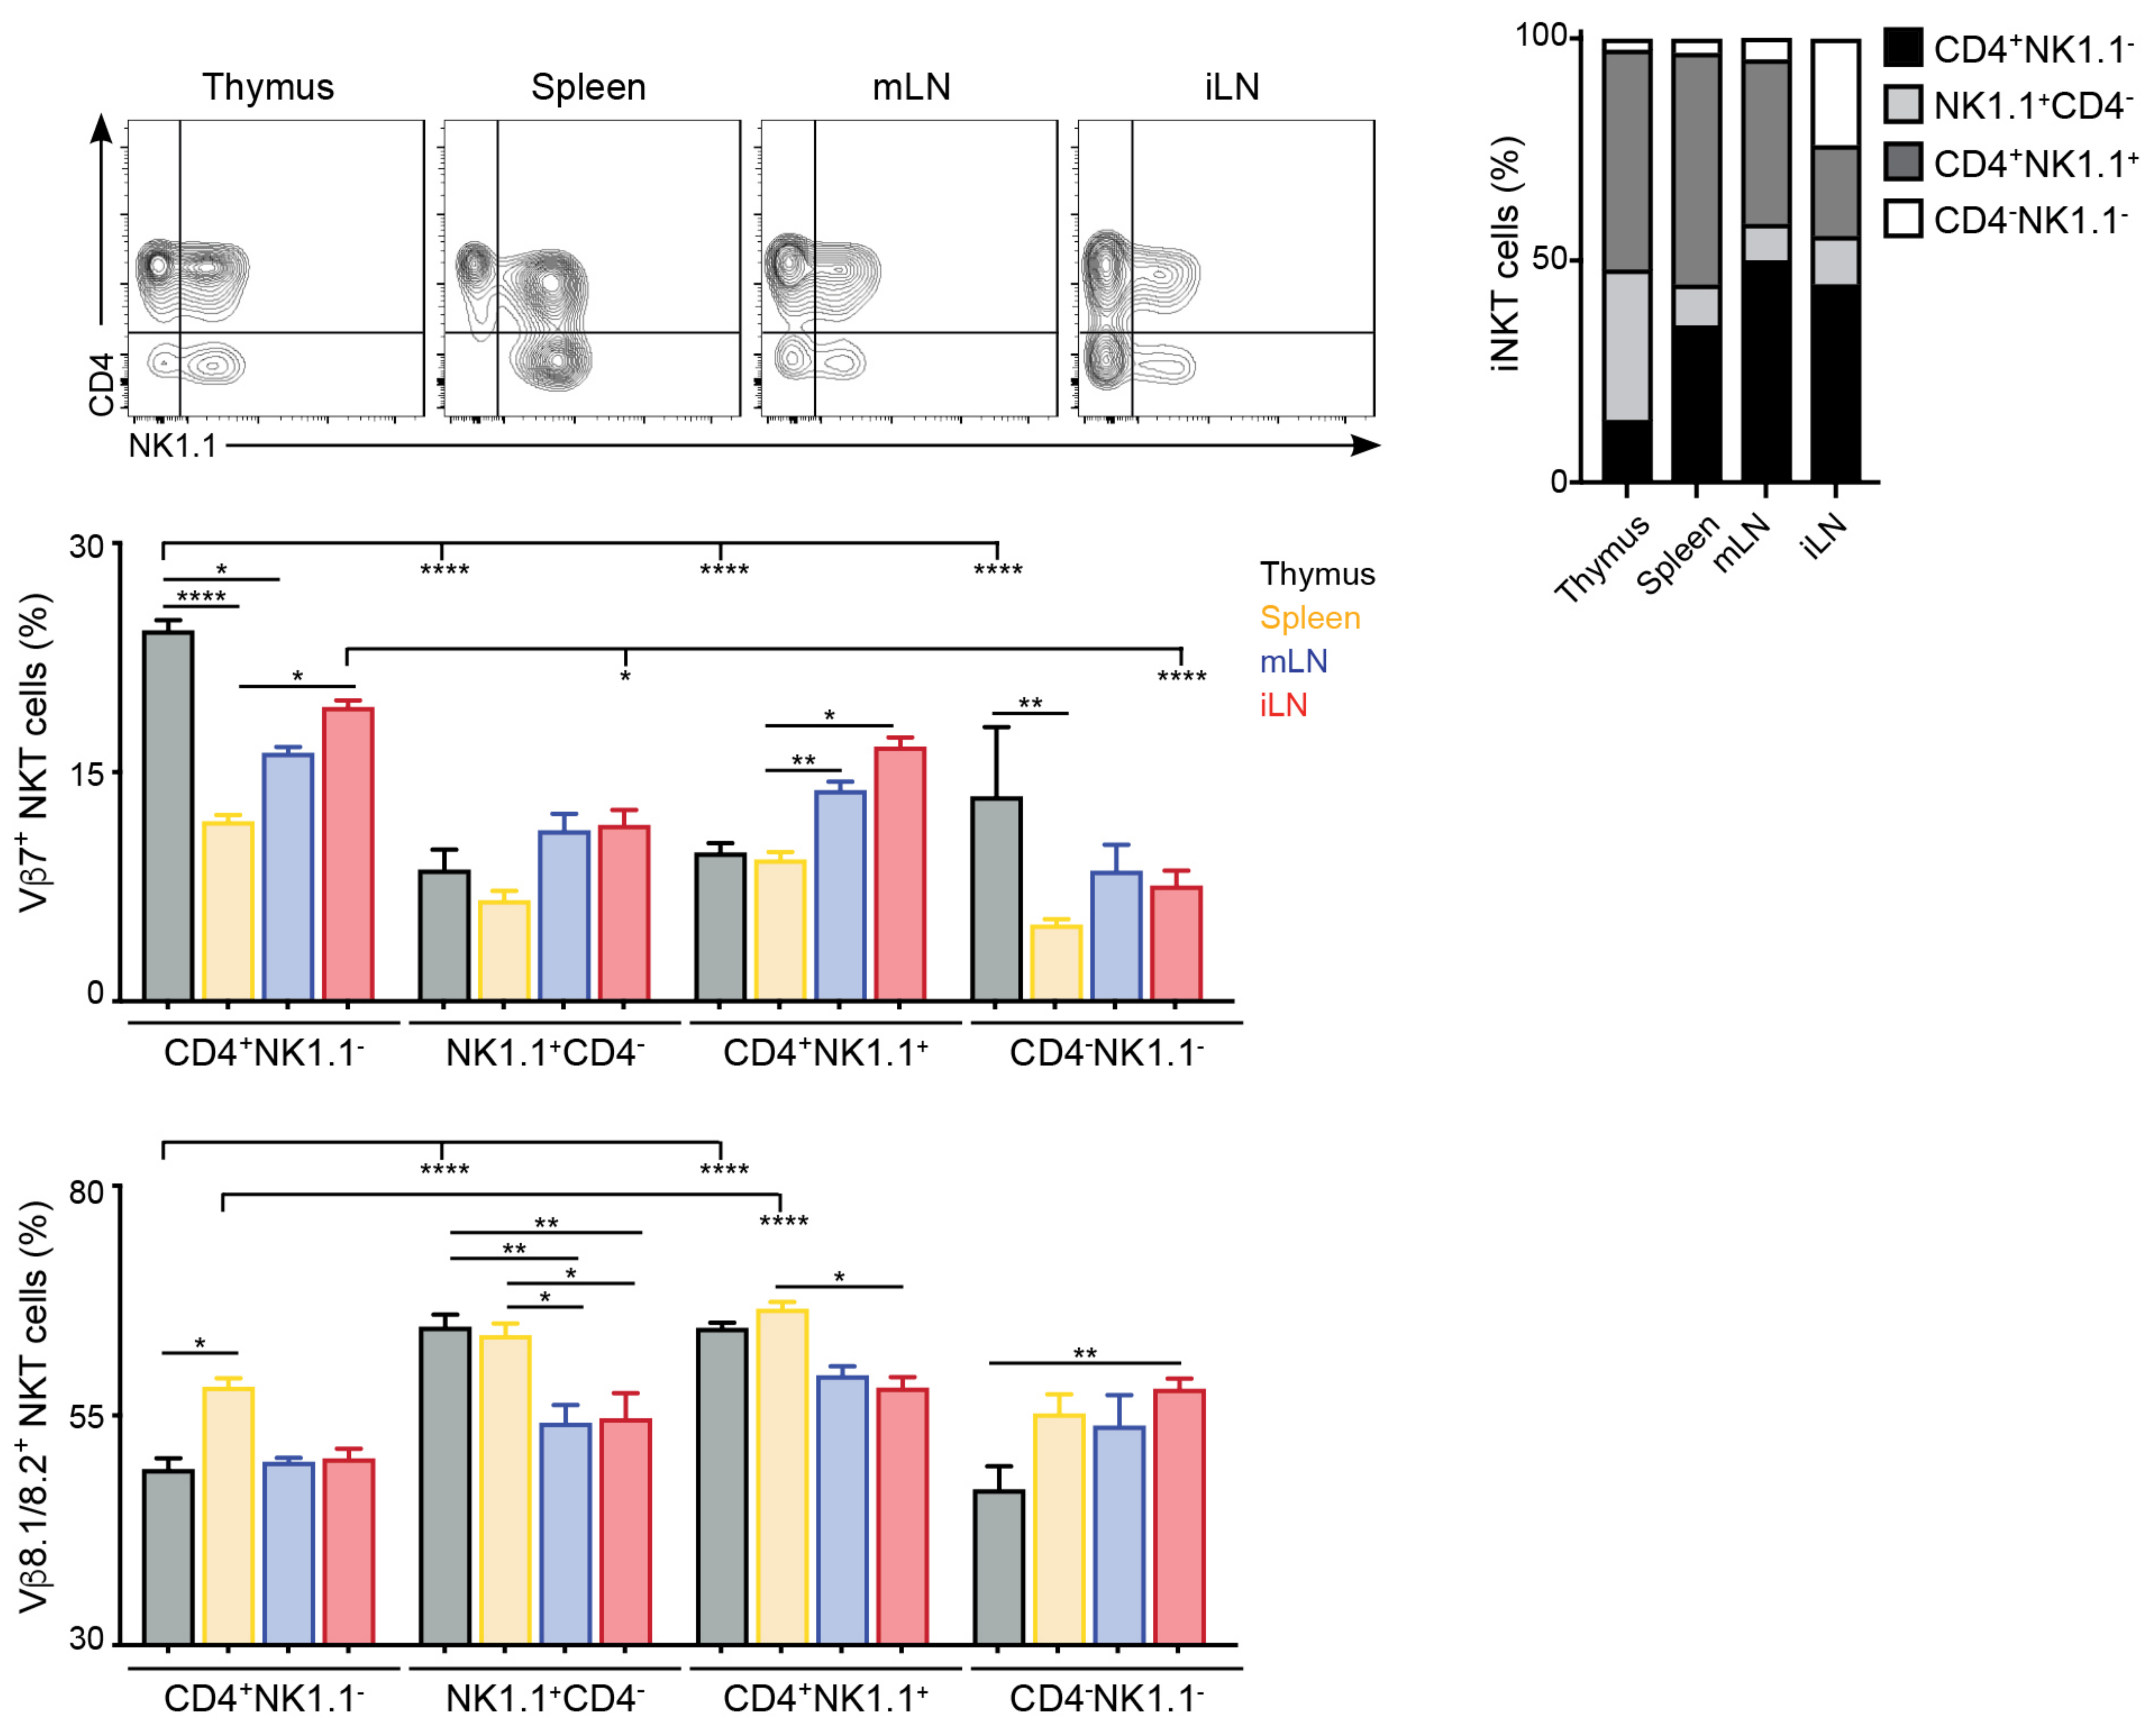 Thymus Spleen mLN iLN
CD4
NK1.1
iNKT cells (%)
100
50
0
Thymus Spleen mLN iLN
CD4⁺NK1.1⁻
NK1.1⁺CD4⁻
CD4⁺NK1.1⁺
CD4⁻NK1.1⁻
Vβ7⁺ NKT cells (%)
30
15
0
**** **** ****
*
****
*
* ****
*
**
**
Thymus
Spleen
mLN
iLN
CD4⁺NK1.1⁻ NK1.1⁺CD4⁻ CD4⁺NK1.1⁺ CD4⁻NK1.1⁻
Vβ8.1/8.2⁺ NKT cells (%)
80
55
30
**** ****
****
**
**
*
*
*
*
**
CD4⁺NK1.1⁻ NK1.1⁺CD4⁻ CD4⁺NK1.1⁺ CD4⁻NK1.1⁻